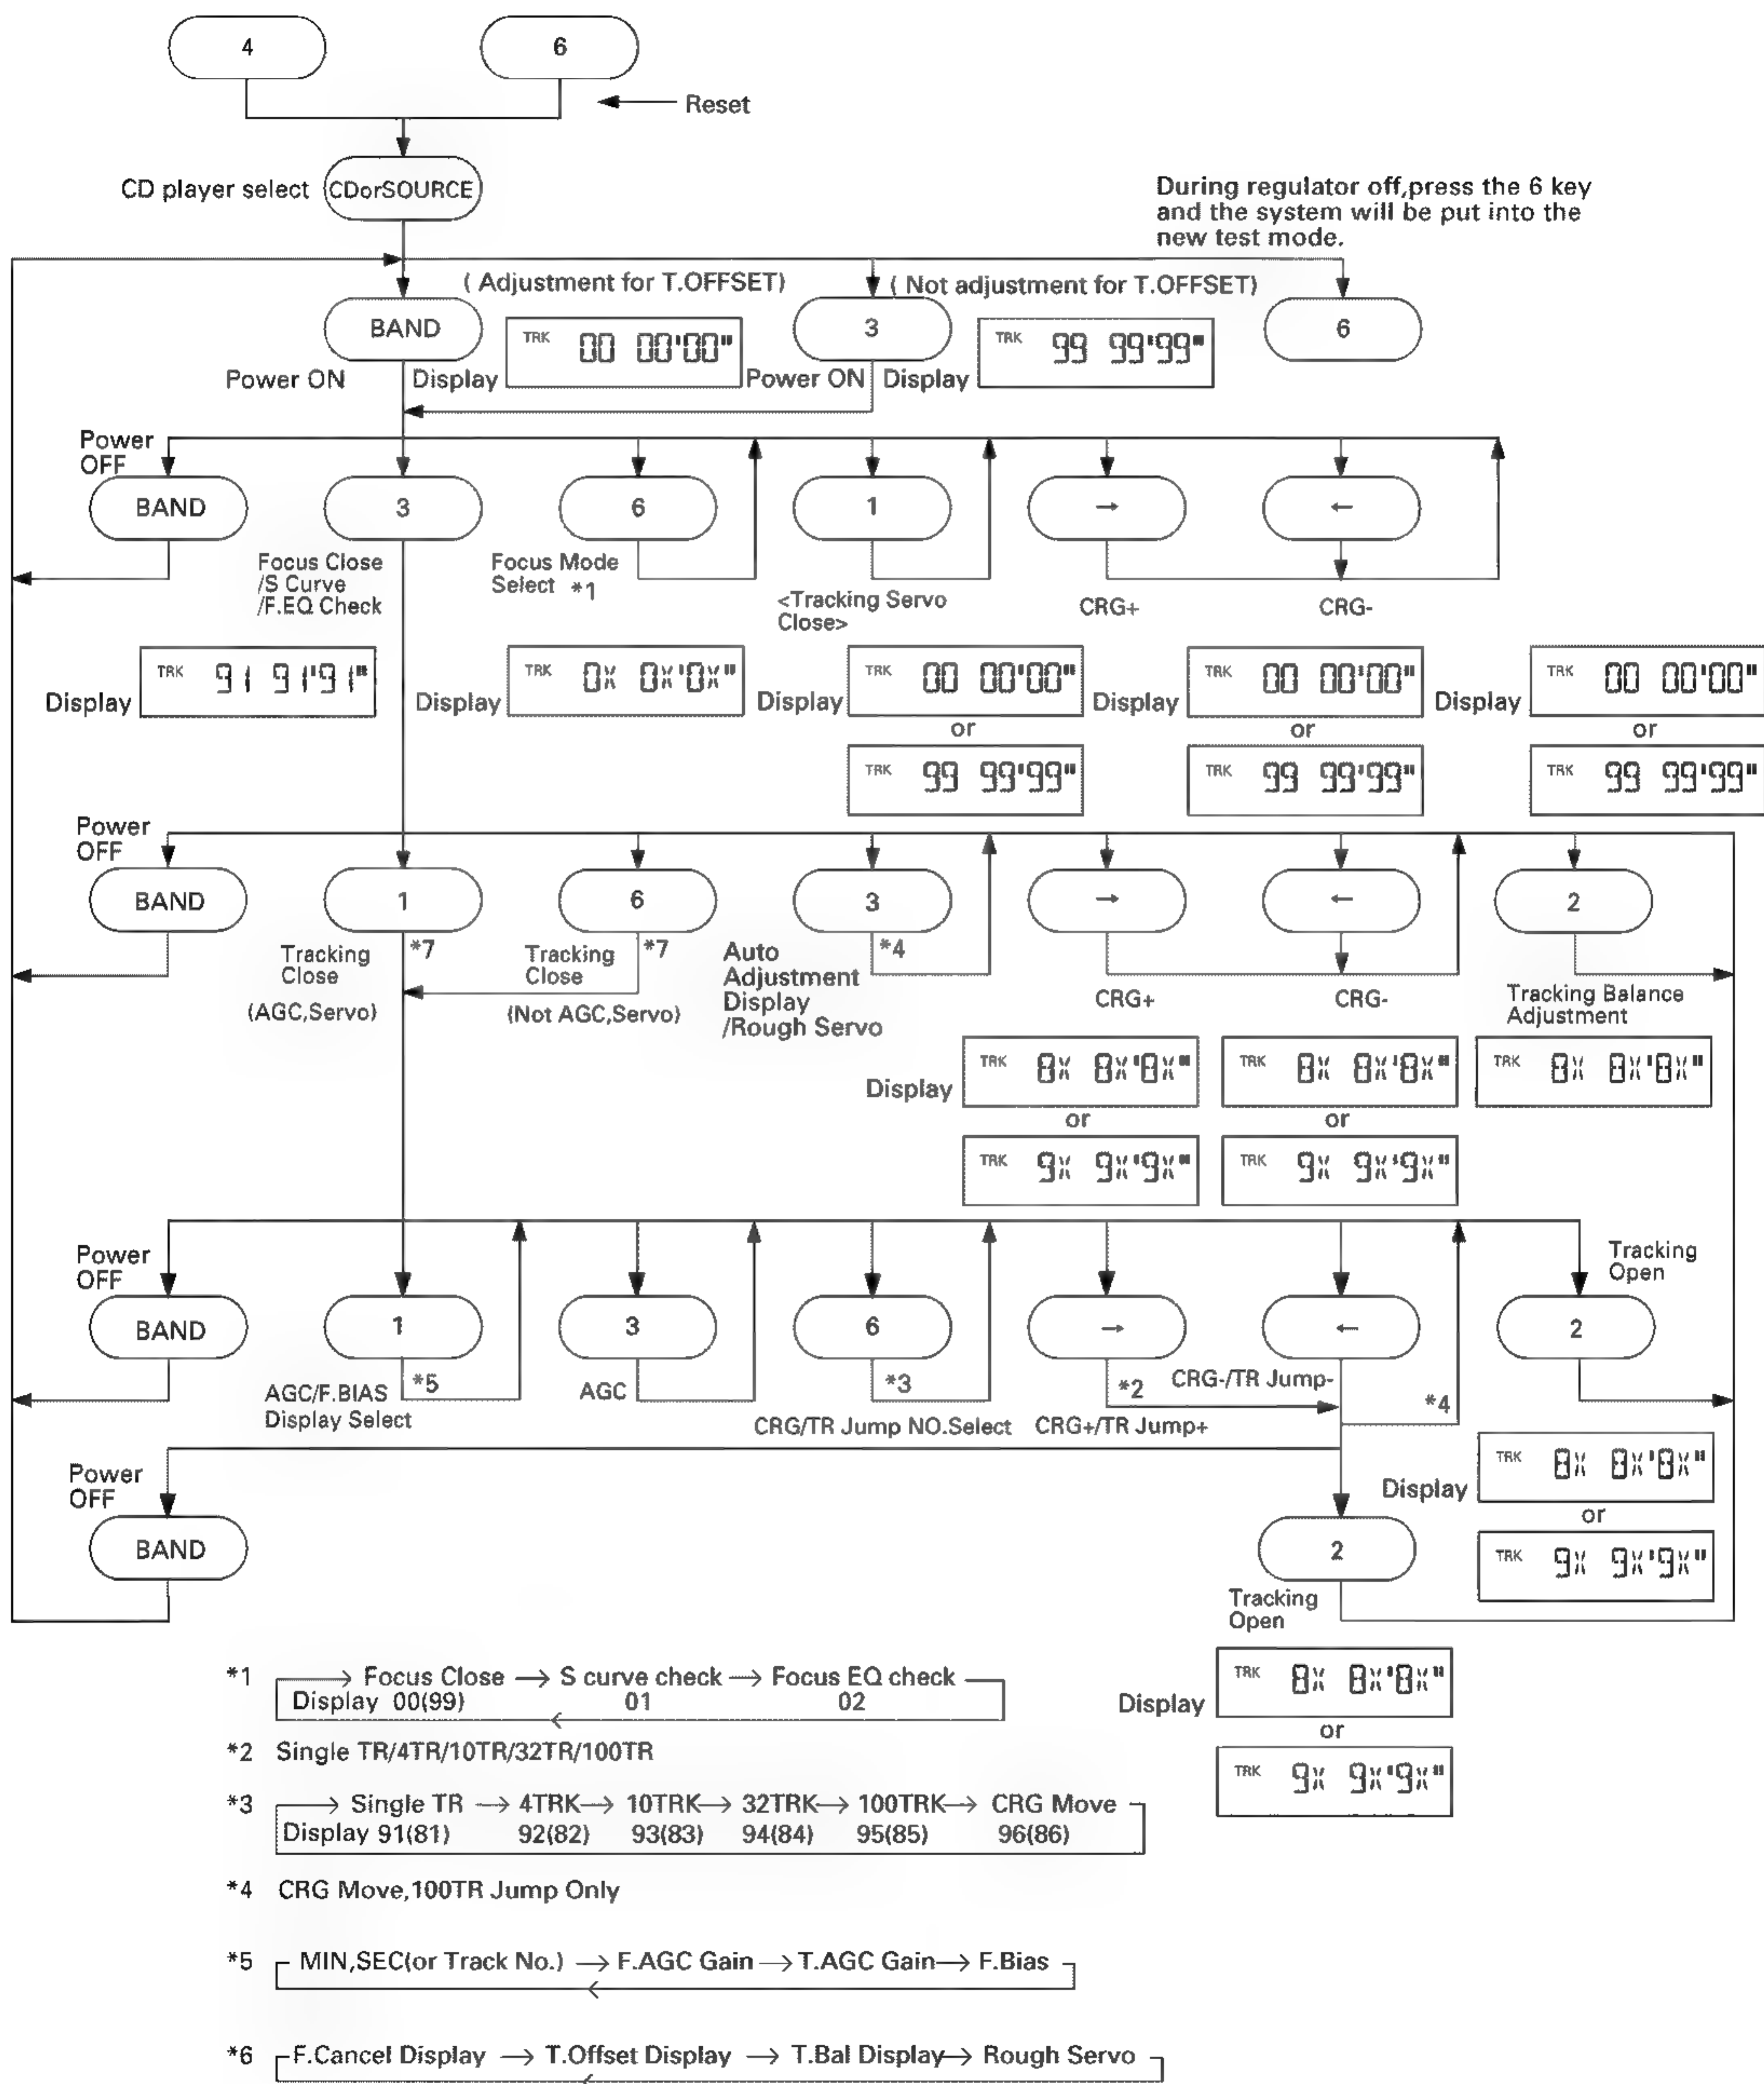 4
6
Reset
CD player select
CDorSOURCE
During regulator off,press the 6 key
and the system will be put into the
new test mode.
( Adjustment for T.OFFSET)
( Not adjustment for T.OFFSET)
BAND
TRK 00 00'00"
3
TRK 99 99'99"
6
Power ON
Display
Power ON
Display
Power
OFF
BAND
3
6
1
→
←
Focus Close
/S Curve
/F.EQ Check
Focus Mode
Select *1
<Tracking Servo
Close>
CRG+
CRG-
Display
TRK 91 91'91"
Display
TRK 0X 0X'0X"
Display
TRK 00 00'00"
or
TRK 99 99'99"
Display
TRK 00 00'00"
or
TRK 99 99'99"
Display
TRK 00 00'00"
or
TRK 99 99'99"
Power
OFF
BAND
1
6
3
→
←
2
*7
Tracking
Close
(AGC,Servo)
*7
Tracking
Close
(Not AGC,Servo)
*4
Auto
Adjustment
Display
/Rough Servo
CRG+
CRG-
Tracking Balance
Adjustment
Display
TRK 8X 8X'8X"
or
TRK 9X 9X'9X"
TRK 8X 8X'8X"
or
TRK 9X 9X'9X"
TRK 8X 8X'8X"
Power
OFF
Tracking
Open
BAND
1
3
6
→
←
2
*5
AGC/F.BIAS
Display Select
AGC
*3
CRG/TR Jump NO.Select
*2
CRG+/TR Jump+
CRG-/TR Jump-
*4
Power
OFF
BAND
Display
TRK 8X 8X'8X"
or
TRK 9X 9X'9X"
2
Tracking
Open
Display
TRK 8X 8X'8X"
or
TRK 9X 9X'9X"
*1 → Focus Close → S curve check → Focus EQ check
Display 00(99) 01 02
*2 Single TR/4TR/10TR/32TR/100TR
*3 → Single TR → 4TRK → 10TRK → 32TRK → 100TRK → CRG Move
Display 91(81) 92(82) 93(83) 94(84) 95(85) 96(86)
*4 CRG Move,100TR Jump Only
*5 MIN,SEC(or Track No.) → F.AGC Gain → T.AGC Gain → F.Bias
*6 F.Cancel Display → T.Offset Display → T.Bal Display → Rough Servo